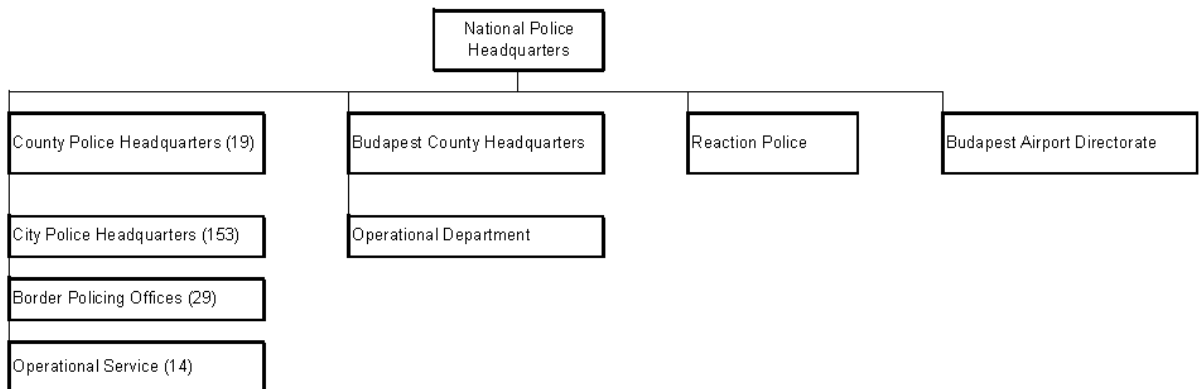 National Police
Headquarters
County Police Headquarters (19)
Budapest County Headquarters
Reaction Police
Budapest Airport Directorate
City Police Headquarters (153)
Operational Department
Border Policing Offices (29)
Operational Service (14)